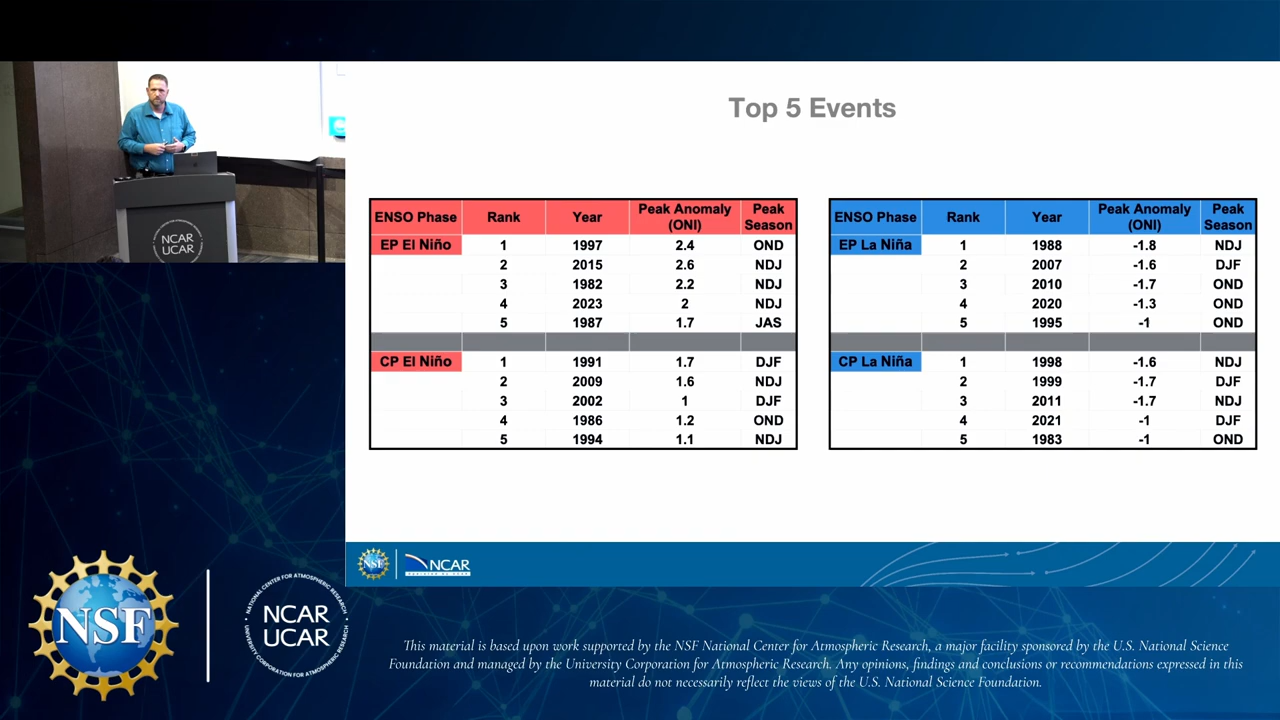 Top 5 Events
ENSO Phase Rank Year Peak Anomaly (ONI) Peak Season
EP El Niño 1 1997 2.4 OND
2 2015 2.6 NDJ
3 1982 2.2 NDJ
4 2023 2 NDJ
5 1987 1.7 JAS
CP El Niño 1 1991 1.7 DJF
2 2009 1.6 NDJ
3 2002 1 DJF
4 1986 1.2 OND
5 1994 1.1 NDJ
ENSO Phase Rank Year Peak Anomaly (ONI) Peak Season
EP La Niña 1 1988 -1.8 NDJ
2 2007 -1.6 DJF
3 2010 -1.7 OND
4 2020 -1.3 OND
5 1995 -1 OND
CP La Niña 1 1998 -1.6 NDJ
2 1999 -1.7 DJF
3 2011 -1.7 NDJ
4 2021 -1 DJF
5 1983 -1 OND
NCAR
UCAR
NSF
NCAR
NSF
NATIONAL CENTER FOR ATMOSPHERIC RESEARCH
NCAR
UCAR
UNIVERSITY CORPORATION FOR ATMOSPHERIC RESEARCH
This material is based upon work supported by the NSF National Center for Atmospheric Research, a major facility sponsored by the U.S. National Science
Foundation and managed by the University Corporation for Atmospheric Research. Any opinions, findings and conclusions or recommendations expressed in this
material do not necessarily reflect the views of the U.S. National Science Foundation.